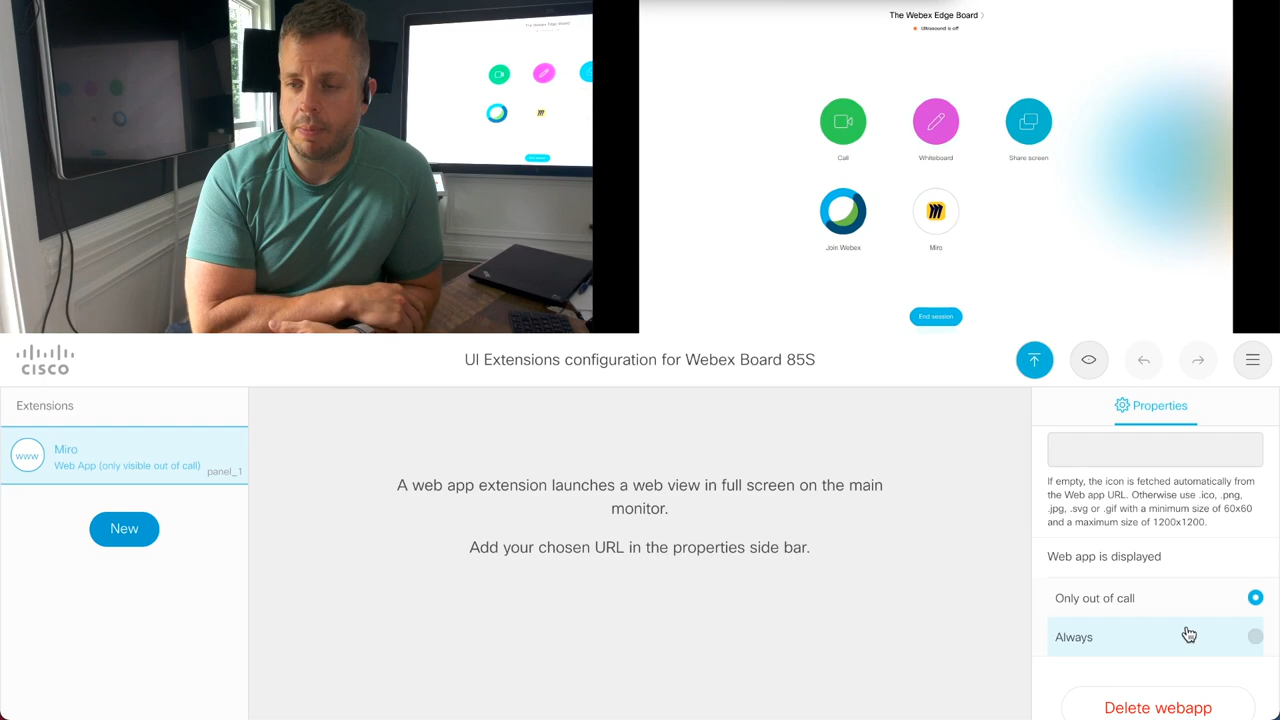 The Webex Edge Board
Ultrasound is off
Call
Whiteboard
Share screen
Join Webex
Miro
End session
CISCO
UI Extensions configuration for Webex Board 85S
Extensions
www
Miro
Web App (only visible out of call)
panel_1
New
A web app extension launches a web view in full screen on the main
monitor.
Add your chosen URL in the properties side bar.
Properties
If empty, the icon is fetched automatically from
the Web app URL. Otherwise use .ico, .png,
.jpg, .svg or .gif with a minimum size of 60x60
and a maximum size of 1200x1200.
Web app is displayed
Only out of call
Always
Delete webapp